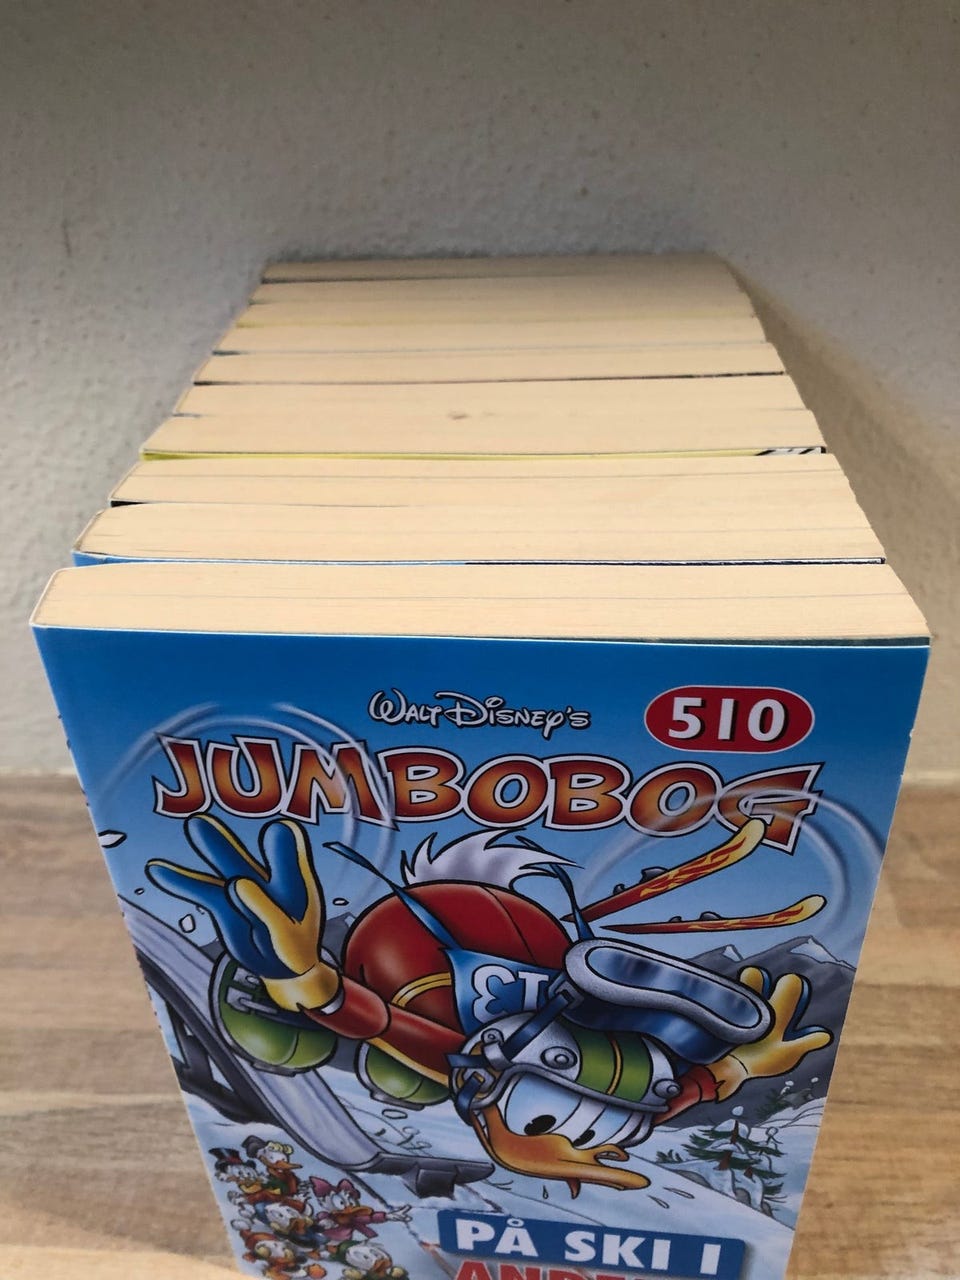 WALT DISNEY'S
510
JUMBOBOG
13
PÅ SKI I